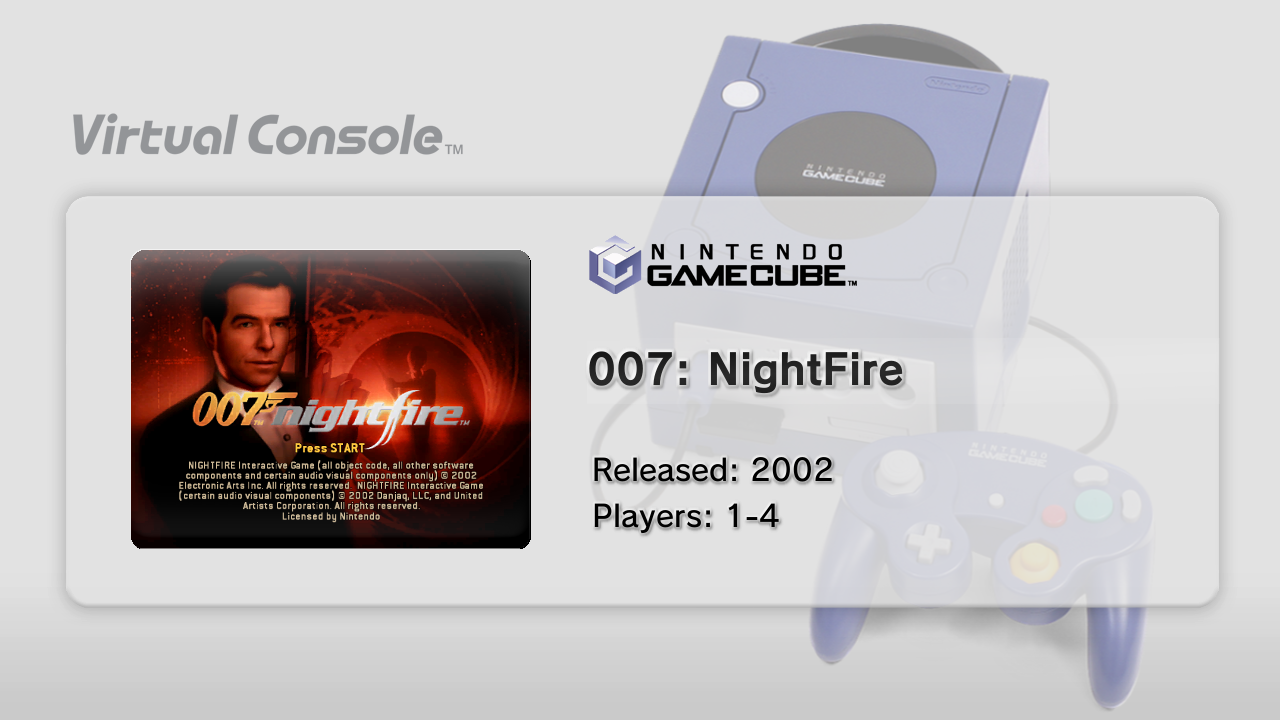 Virtual Console™
Nintendo
NINTENDO
GAMECUBE
NINTENDO
GAMECUBE™
007: NightFire
007™ nightfire™
Press START
NIGHTFIRE Interactive Game (all object code, all other software
components and certain audio visual components only) © 2002
Electronic Arts Inc. All rights reserved. NIGHTFIRE Interactive Game
(certain audio visual components) © 2002 Danjaq, LLC, and United
Artists Corporation. All rights reserved.
Licensed by Nintendo
Released: 2002
Players: 1-4
NINTENDO
GAMECUBE